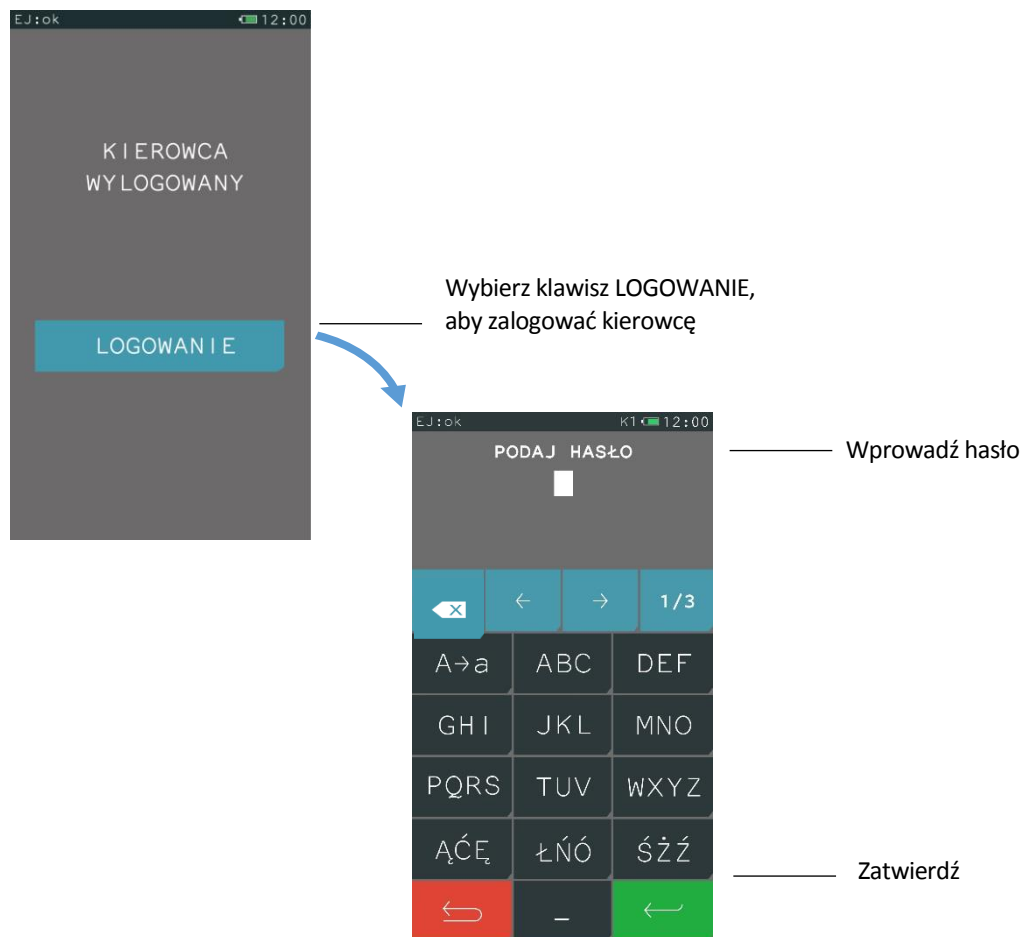 EJ:ok 12:00
KIEROWCA
WYLOGOWANY
LOGOWANIE
Wybierz klawisz LOGOWANIE,
aby zalogować kierowcę
EJ:ok K1 12:00
PODAJ HASŁO
Wprowadź hasło
← → 1/3
A→a ABC DEF
GHI JKL MNO
PQRS TUV WXYZ
ĄĆĘ ŁŃÓ ŚŻŹ
Zatwierdź
_